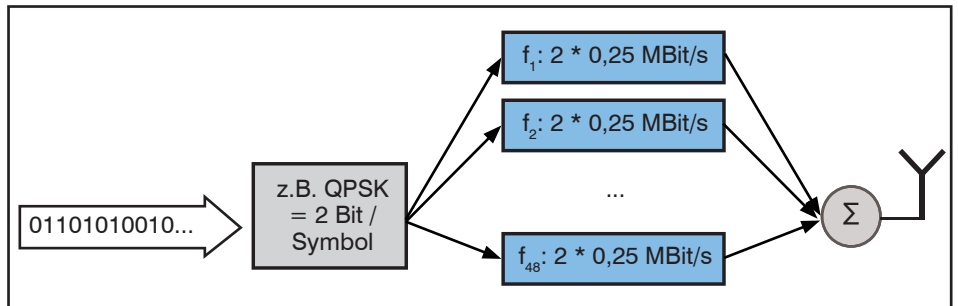 f₁: 2 * 0,25 MBit/s
f₂: 2 * 0,25 MBit/s
z.B. QPSK
= 2 Bit /
Symbol
...
01101010010...
Σ
f₄₈: 2 * 0,25 MBit/s